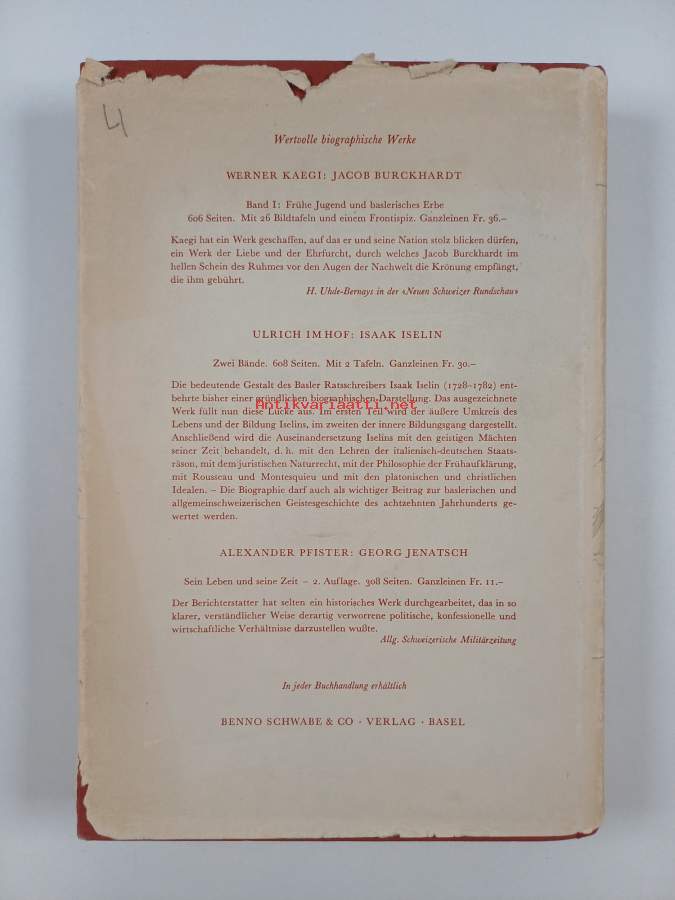 4
Wertvolle biographische Werke
WERNER KAEGI: JACOB BURCKHARDT
Band I: Frühe Jugend und baslerisches Erbe
606 Seiten. Mit 26 Bildtafeln und einem Frontispiz. Ganzleinen Fr. 36.–
Kaegi hat ein Werk geschaffen, auf das er und seine Nation stolz blicken dürfen,
ein Werk der Liebe und der Ehrfurcht, durch welches Jacob Burckhardt im
hellen Schein des Ruhmes vor den Augen der Nachwelt die Krönung empfängt,
die ihm gebührt.
H. Uhde-Bernays in der «Neuen Schweizer Rundschau»
ULRICH IM HOF: ISAAK ISELIN
Zwei Bände. 608 Seiten. Mit 2 Tafeln. Ganzleinen Fr. 30.–
Die bedeutende Gestalt des Basler Ratsschreibers Isaak Iselin (1728–1782) ent-
behrte bisher einer gründlichen biographischen Darstellung. Das ausgezeichnete
Antikvariaatti.net
Werk füllt nun diese Lücke aus. Im ersten Teil wird der äußere Umkreis des
Lebens und der Bildung Iselins, im zweiten der innere Bildungsgang dargestellt.
Anschließend wird die Auseinandersetzung Iselins mit den geistigen Mächten
seiner Zeit behandelt, d. h. mit den Lehren der italienisch-deutschen Staats-
räson, mit dem juristischen Naturrecht, mit der Philosophie der Frühaufklärung,
mit Rousseau und Montesquieu und mit den platonischen und christlichen
Idealen. – Die Biographie darf auch als wichtiger Beitrag zur baslerischen und
allgemeinschweizerischen Geistesgeschichte des achtzehnten Jahrhunderts ge-
wertet werden.
ALEXANDER PFISTER: GEORG JENATSCH
Sein Leben und seine Zeit – 2. Auflage. 308 Seiten. Ganzleinen Fr. 11.–
Der Berichterstatter hat selten ein historisches Werk durchgearbeitet, das in so
klarer, verständlicher Weise derartig verworrene politische, konfessionelle und
wirtschaftliche Verhältnisse darzustellen wußte.
Allg. Schweizerische Militärzeitung
In jeder Buchhandlung erhältlich
BENNO SCHWABE & CO · VERLAG · BASEL